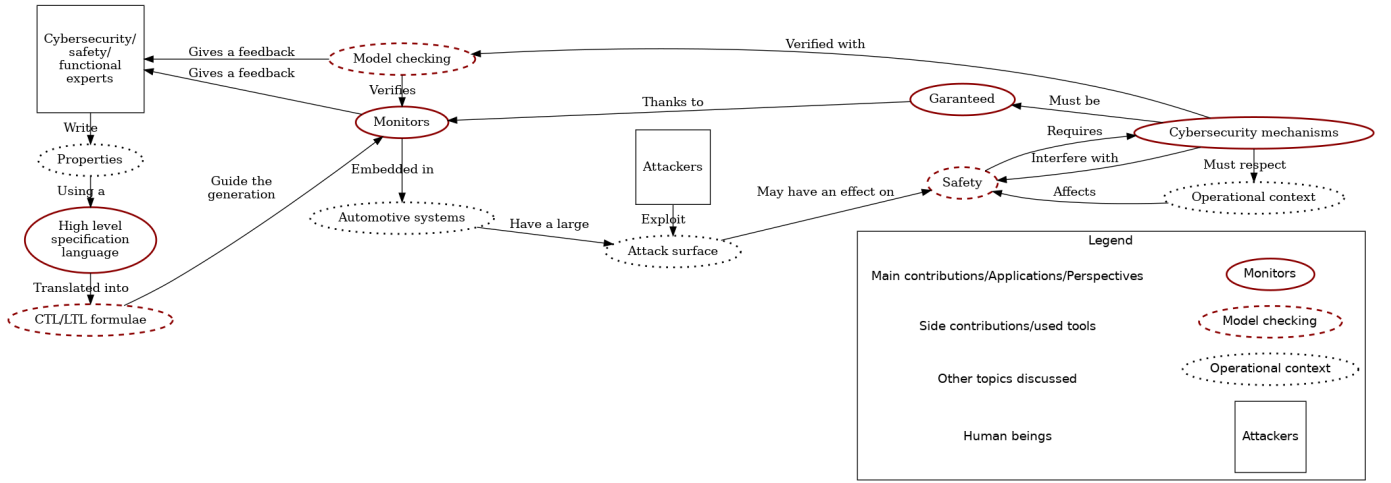 Cybersecurity/
safety/
functional
experts
Gives a feedback
Gives a feedback
Model checking
Verified with
Verifies
Monitors
Thanks to
Garanteed
Must be
Cybersecurity mechanisms
Write
Properties
Using a
High level
specification
language
Translated into
CTL/LTL formulae
Guide the
generation
Embedded in
Automotive systems
Have a large
Attackers
Exploit
Attack surface
May have an effect on
Safety
Requires
Interfere with
Must respect
Affects
Operational context
Legend
Main contributions/Applications/Perspectives
Monitors
Side contributions/used tools
Model checking
Other topics discussed
Operational context
Human beings
Attackers